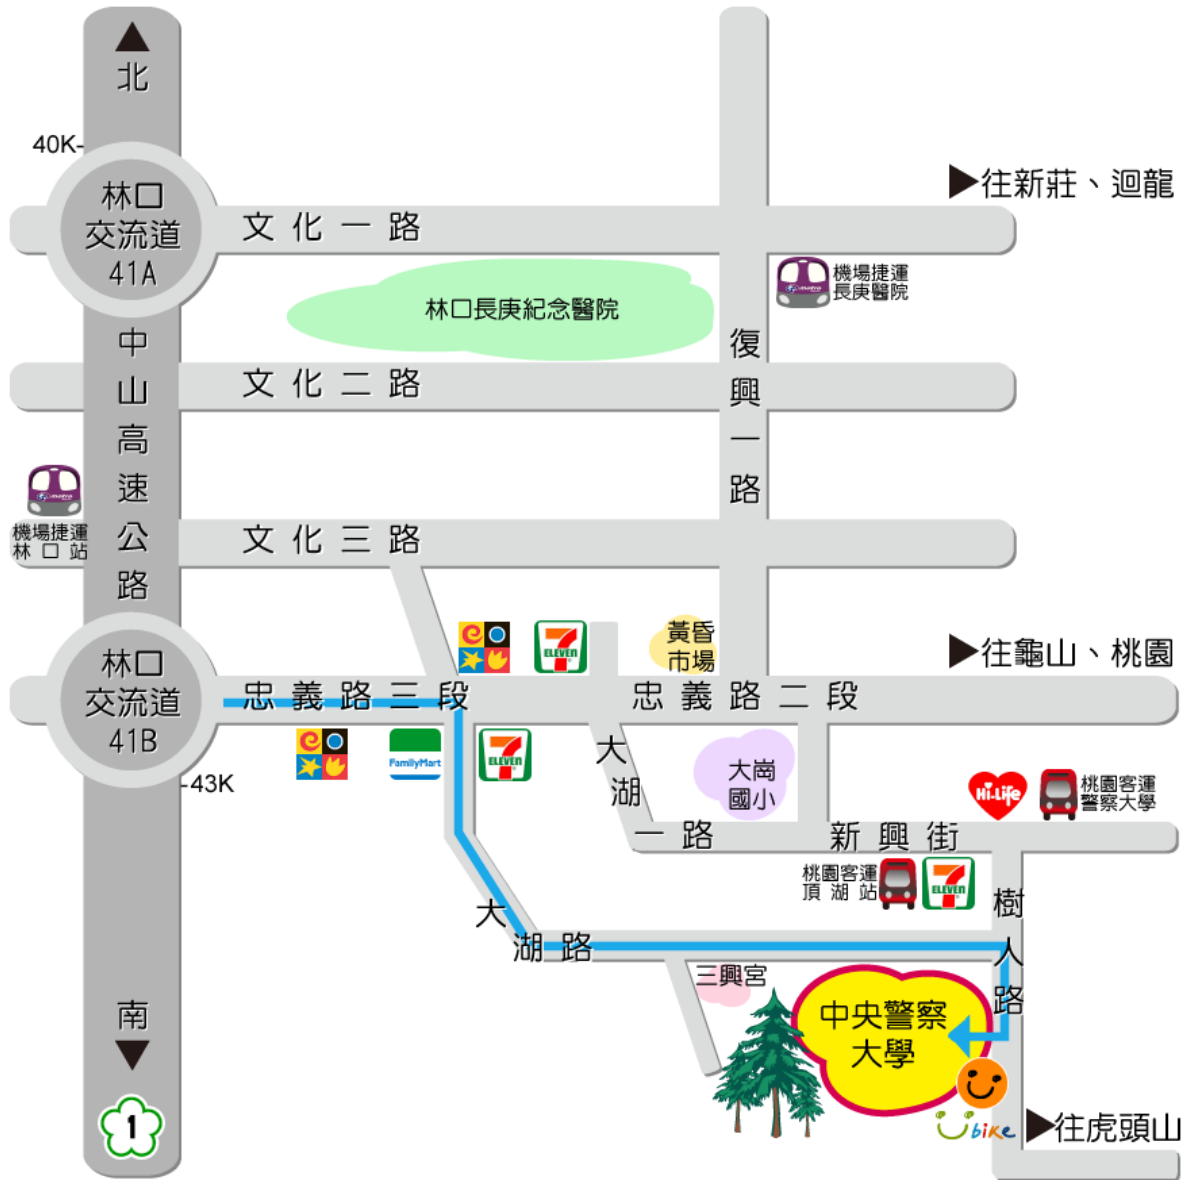 北
40K
林口
交流道
41A
文化一路
往新莊、迴龍
機場捷運
長庚醫院
林口長庚紀念醫院
中山高速公路
文化二路
復興一路
機場捷運
林口站
文化三路
7
ELEVEN
黃昏
市場
往龜山、桃園
林口
交流道
41B
忠義路三段
忠義路二段
43K
FamilyMart
7
ELEVEN
大湖一路
大崗
國小
Hi-Life
桃園客運
警察大學
新興街
桃園客運
頂湖站
7
ELEVEN
樹人路
大湖路
三興宮
中央警察
大學
南
1
Ubike
往虎頭山